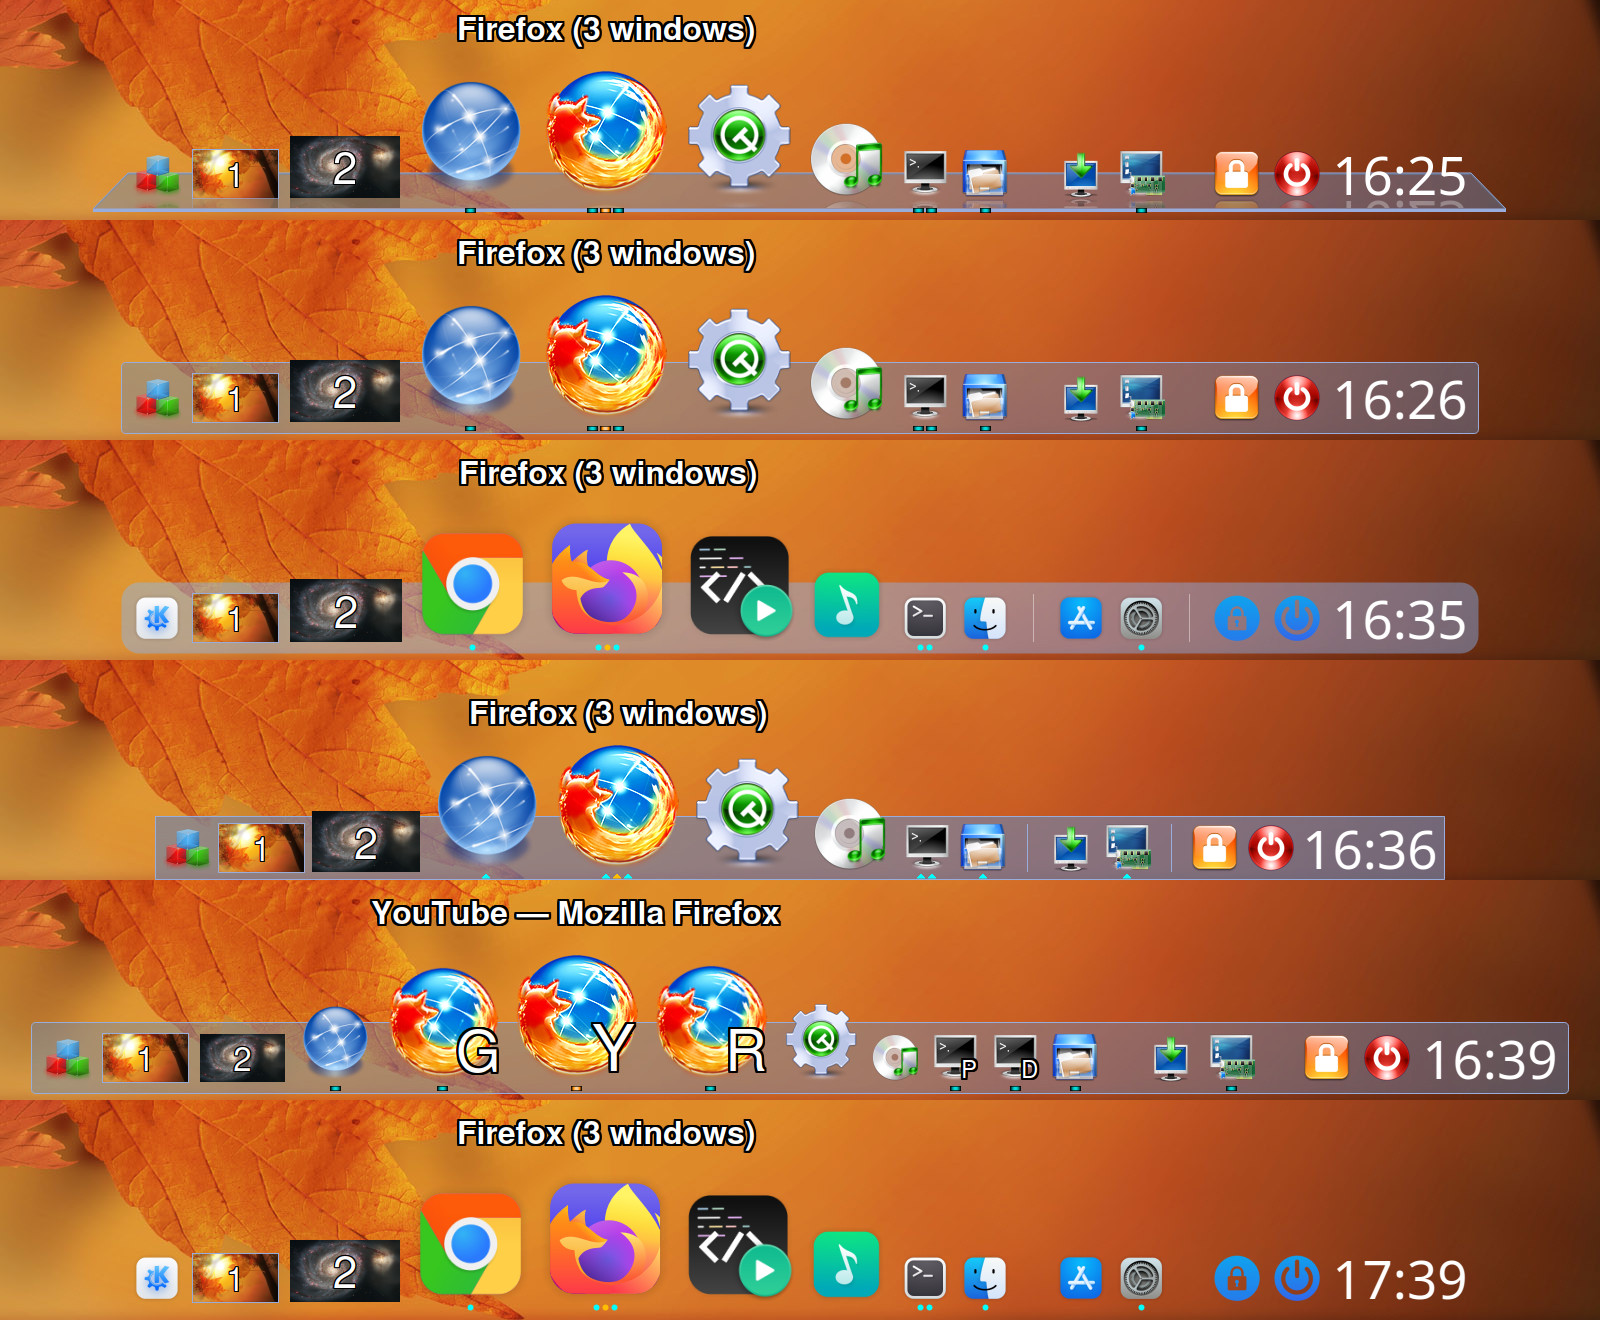 Firefox (3 windows)
1 2 >. 16:25
Firefox (3 windows)
1 2 >. 16:26
Firefox (3 windows)
1 2 </> >_ 16:35
Firefox (3 windows)
1 2 >. 16:36
YouTube — Mozilla Firefox
1 2 G Y R >. P >. D 16:39
Firefox (3 windows)
1 2 </> >_ 17:39